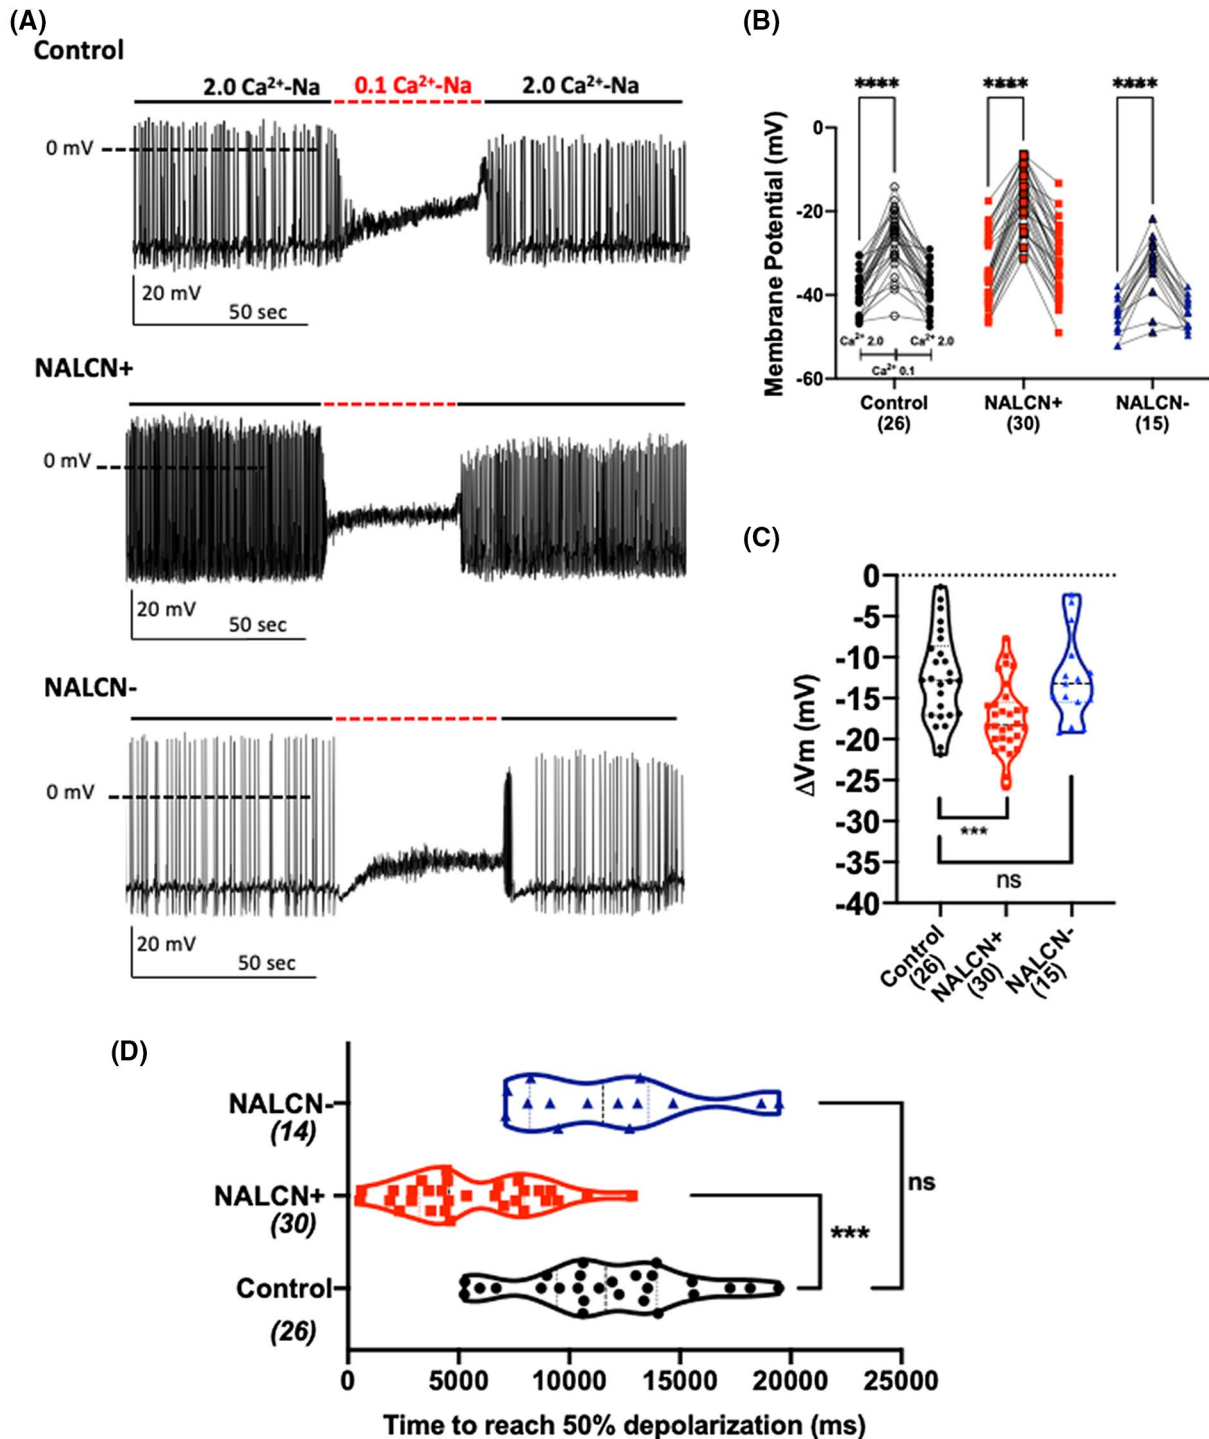 (A)
Control
2.0 Ca²⁺-Na 0.1 Ca²⁺-Na 2.0 Ca²⁺-Na
0 mV
20 mV
50 sec
NALCN+
0 mV
20 mV
50 sec
NALCN-
0 mV
20 mV
50 sec
(B)
**** **** ****
Membrane Potential (mV)
0
-20
-40
-60
Ca²⁺ 2.0 Ca²⁺ 2.0
Ca²⁺ 0.1
Control NALCN+ NALCN-
(26) (30) (15)
(C)
ΔVm (mV)
0
-5
-10
-15
-20
-25
-30
-35
-40
***
ns
Control
(26)
NALCN+
(30)
NALCN-
(15)
(D)
NALCN-
(14)
NALCN+
(30)
Control
(26)
ns
***
0 5000 10000 15000 20000 25000
Time to reach 50% depolarization (ms)